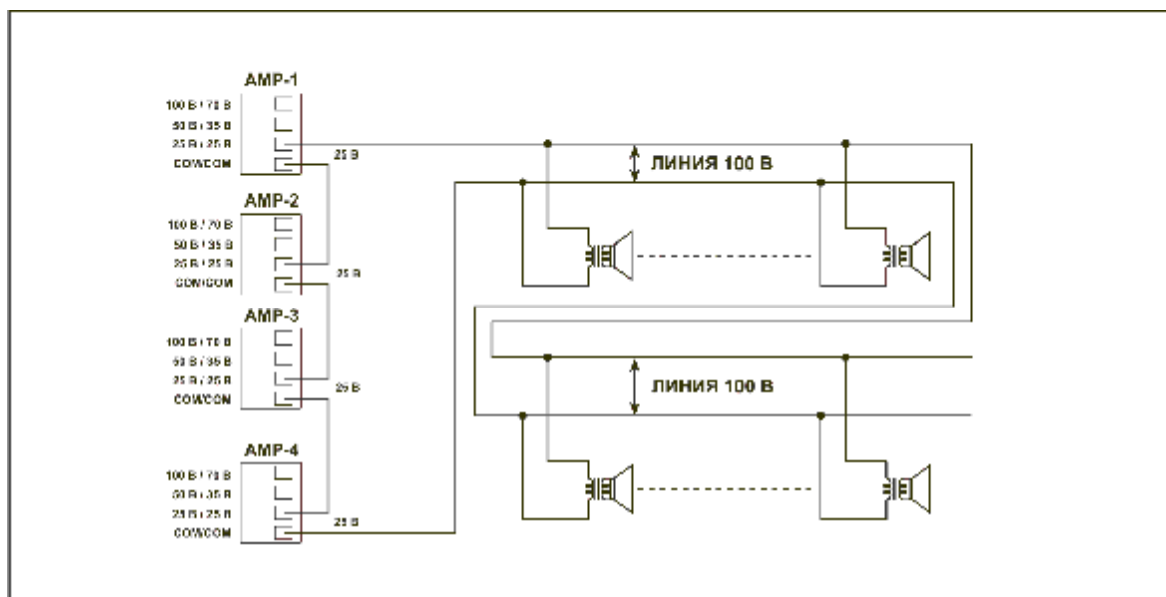 AMP-1
100 В / 70 В
50 В / 35 В
25 В / 25 В
COM/COM
25 В
ЛИНИЯ 100 В
AMP-2
100 В / 70 В
50 В / 35 В
25 В / 25 В
COM/COM
25 В
AMP-3
100 В / 70 В
50 В / 35 В
25 В / 25 В
COM/COM
25 В
ЛИНИЯ 100 В
AMP-4
100 В / 70 В
50 В / 35 В
25 В / 25 В
COM/COM
25 В